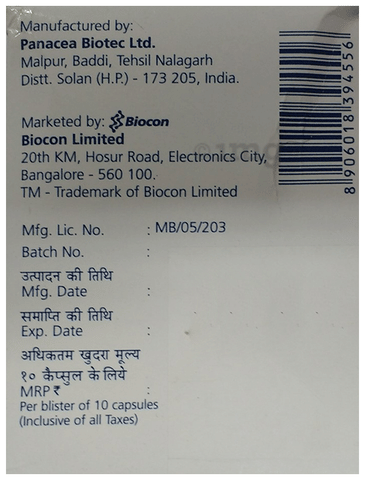 Manufactured by:
Panacea Biotec Ltd.
Malpur, Baddi, Tehsil Nalagarh
Distt. Solan (H.P.) - 173 205, India.
Marketed by: Biocon
Biocon Limited
20th KM, Hosur Road, Electronics City,
Bangalore - 560 100.
TM - Trademark of Biocon Limited
8906018394556
Mfg. Lic. No. : MB/05/203
Batch No. :
उत्पादन की तिथि
Mfg. Date :
समाप्ति की तिथि
Exp. Date :
अधिकतम खुदरा मूल्य
१० कैप्सुल के लिये
MRP ₹ :
Per blister of 10 capsules
(Inclusive of all Taxes)